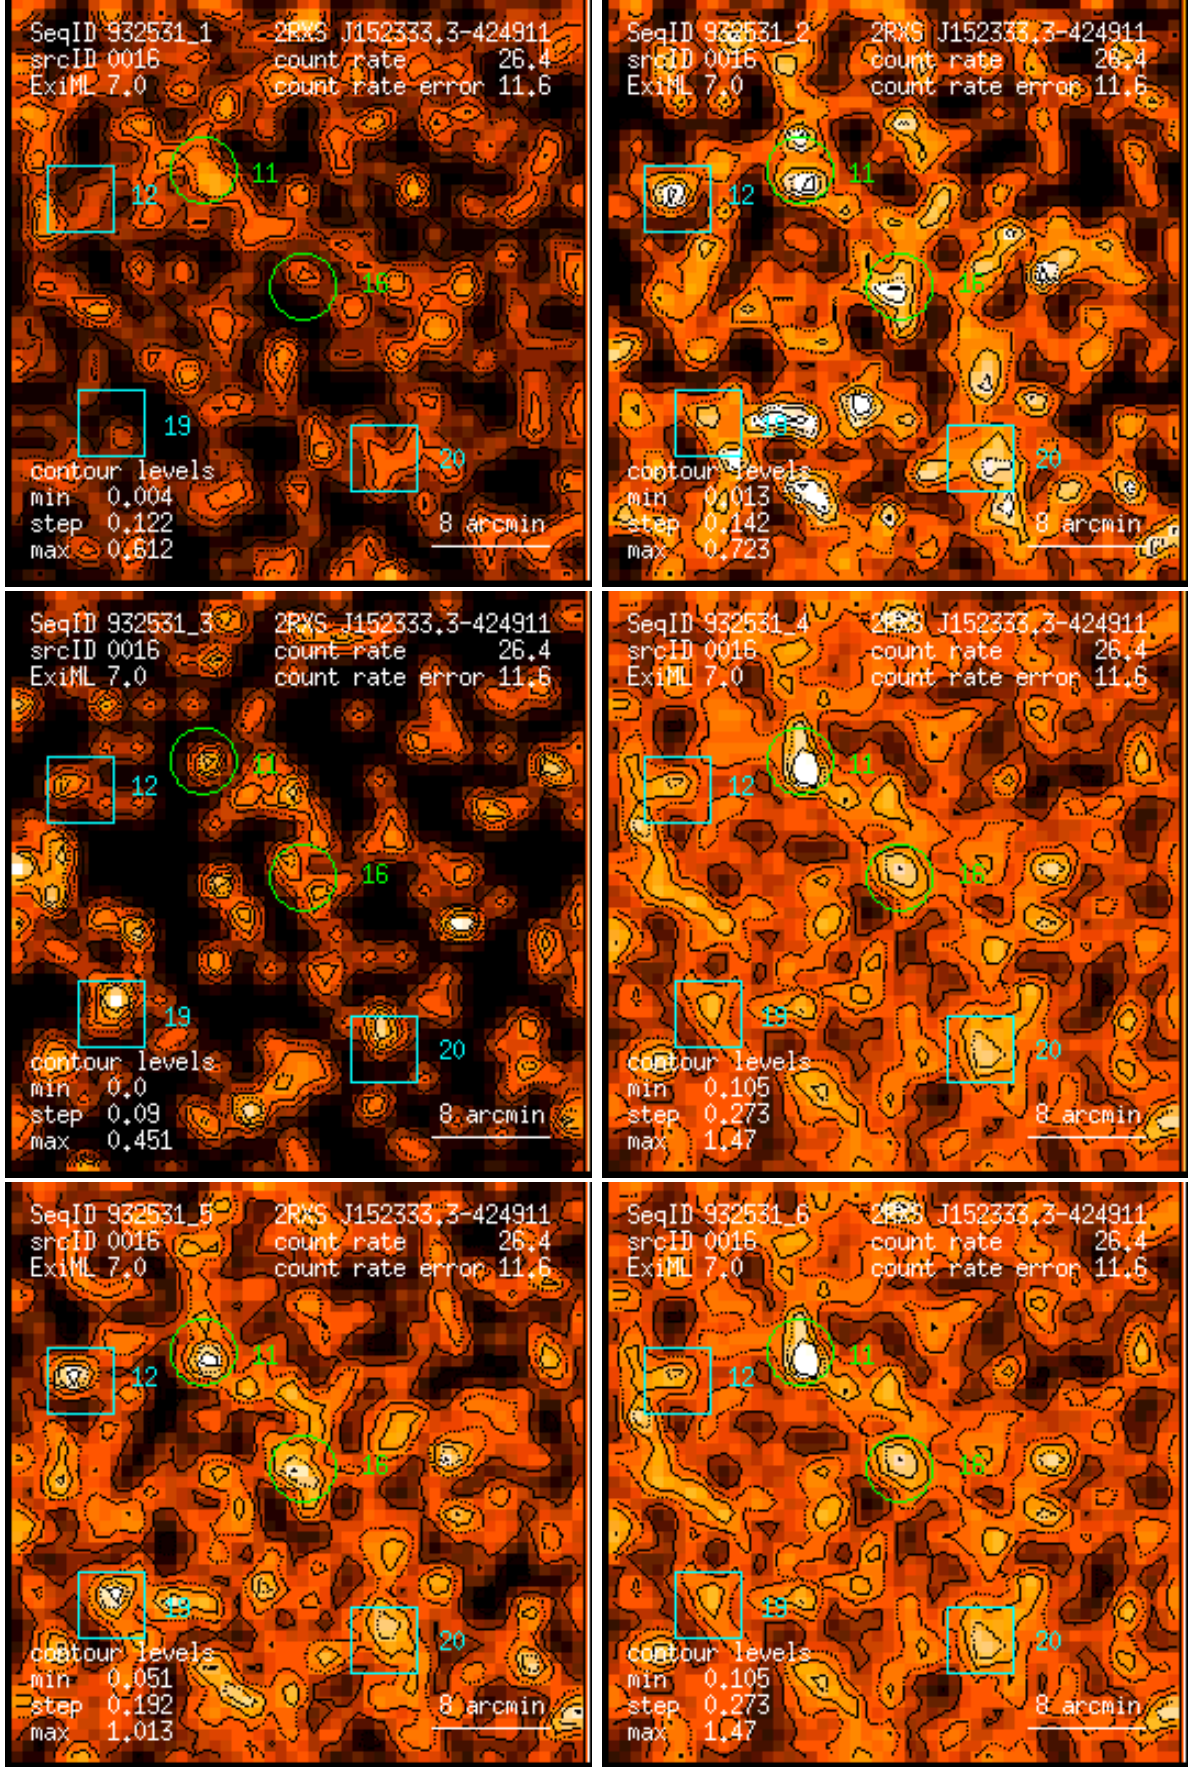 SeqID 932531_1 2RXS J152333.3-424911
srcID 0016 count rate 26.4
ExiML 7.0 count rate error 11.6
11
12
16
19
20
contour levels
min 0.004
step 0.122
max 0.612
8 arcmin
SeqID 932531_2 2RXS J152333.3-424911
srcID 0016 count rate 26.4
ExiML 7.0 count rate error 11.6
11
12
16
19
20
contour levels
min 0.013
step 0.142
max 0.723
8 arcmin
SeqID 932531_3 2RXS J152333.3-424911
srcID 0016 count rate 26.4
ExiML 7.0 count rate error 11.6
11
12
16
19
20
contour levels
min 0.0
step 0.09
max 0.451
8 arcmin
SeqID 932531_4 2RXS J152333.3-424911
srcID 0016 count rate 26.4
ExiML 7.0 count rate error 11.6
11
12
16
19
20
contour levels
min 0.105
step 0.273
max 1.47
8 arcmin
SeqID 932531_5 2RXS J152333.3-424911
srcID 0016 count rate 26.4
ExiML 7.0 count rate error 11.6
11
12
16
19
20
contour levels
min 0.051
step 0.192
max 1.013
8 arcmin
SeqID 932531_6 2RXS J152333.3-424911
srcID 0016 count rate 26.4
ExiML 7.0 count rate error 11.6
11
12
16
19
20
contour levels
min 0.105
step 0.273
max 1.47
8 arcmin